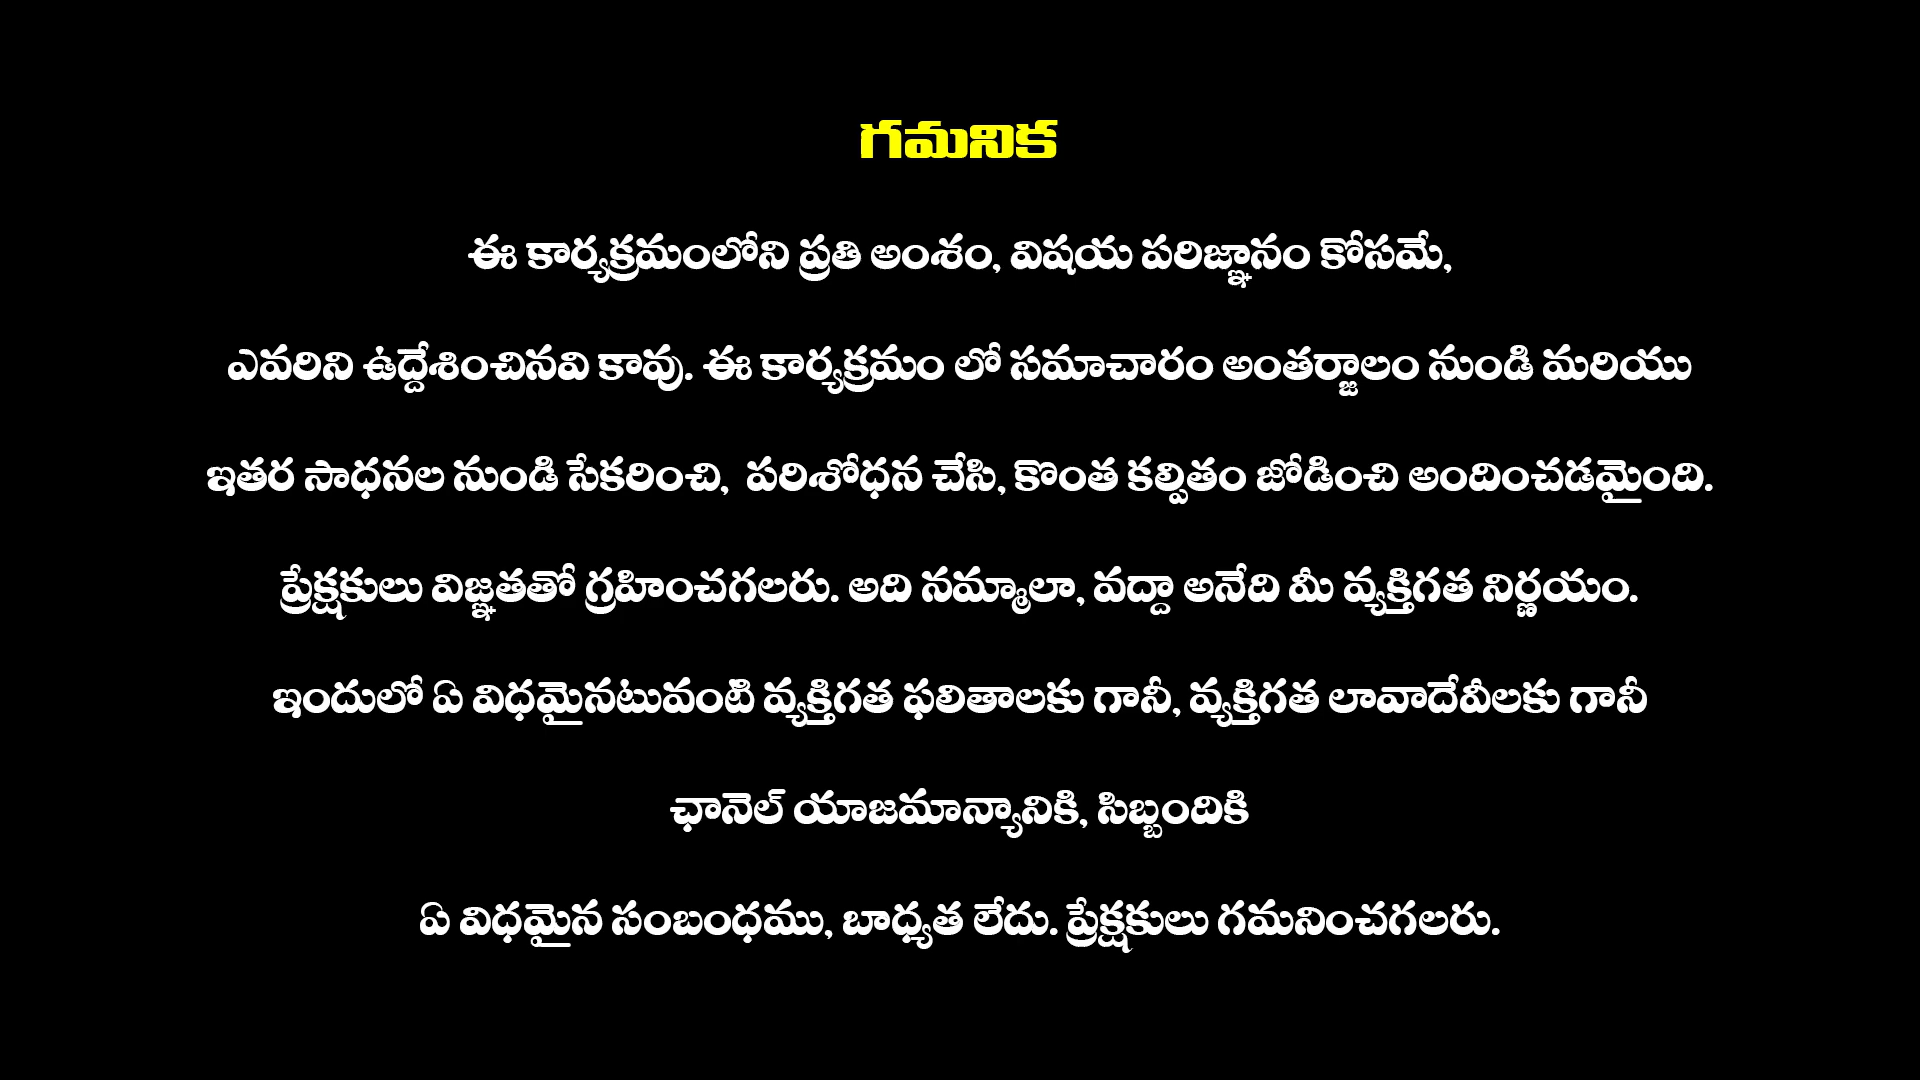 గమనిక
ఈ కార్యక్రమంలోని ప్రతి అంశం, విషయ పరిజ్ఞానం కోసమే,
ఎవరిని ఉద్దేశించినవి కావు. ఈ కార్యక్రమం లో సమాచారం అంతర్జాలం నుండి మరియు
ఇతర సాధనల నుండి సేకరించి, పరిశోధన చేసి, కొంత కల్పితం జోడించి అందించడమైంది.
ప్రేక్షకులు విజ్ఞతతో గ్రహించగలరు. అది నమ్మాలా, వద్దా అనేది మీ వ్యక్తిగత నిర్ణయం.
ఇందులో ఏ విధమైనటువంటి వ్యక్తిగత ఫలితాలకు గానీ, వ్యక్తిగత లావాదేవీలకు గానీ
ఛానెల్ యాజమాన్యానికి, సిబ్బందికి
ఏ విధమైన సంబంధము, బాధ్యత లేదు. ప్రేక్షకులు గమనించగలరు.